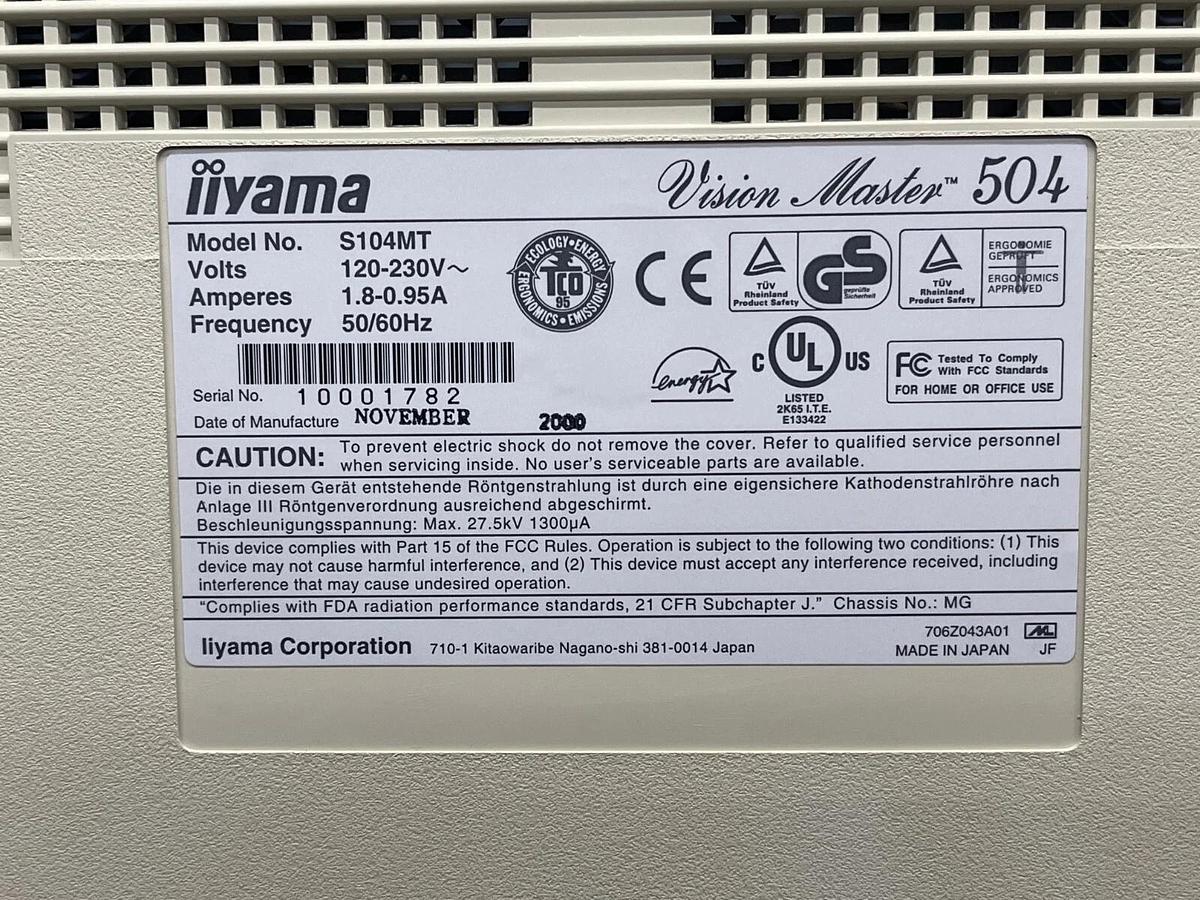 iiyama
Vision Master™ 504
Model No. S104MT
Volts 120-230V~
Amperes 1.8-0.95A
Frequency 50/60Hz
Serial No. 10001782
Date of Manufacture NOVEMBER 2000
ECOLOGY • ENERGY
TCO
95
ERGONOMICS • EMISSIONS
CE
TÜV
Rheinland
Product Safety
GS
geprüfte
Sicherheit
TÜV
Rheinland
Product Safety
T
ERGONOMIE
GEPRÜFT
ERGONOMICS
APPROVED
energy
C UL US
LISTED
2K65 I.T.E.
E133422
FC Tested To Comply
With FCC Standards
FOR HOME OR OFFICE USE
CAUTION: To prevent electric shock do not remove the cover. Refer to qualified service personnel
when servicing inside. No user's serviceable parts are available.
Die in diesem Gerät entstehende Röntgenstrahlung ist durch eine eigensichere Kathodenstrahlröhre nach
Anlage III Röntgenverordnung ausreichend abgeschirmt.
Beschleunigungsspannung: Max. 27.5kV 1300µA
This device complies with Part 15 of the FCC Rules. Operation is subject to the following two conditions: (1) This
device may not cause harmful interference, and (2) This device must accept any interference received, including
interference that may cause undesired operation.
"Complies with FDA radiation performance standards, 21 CFR Subchapter J." Chassis No.: MG
Iiyama Corporation 710-1 Kitaowaribe Nagano-shi 381-0014 Japan
706Z043A01
MADE IN JAPAN JF